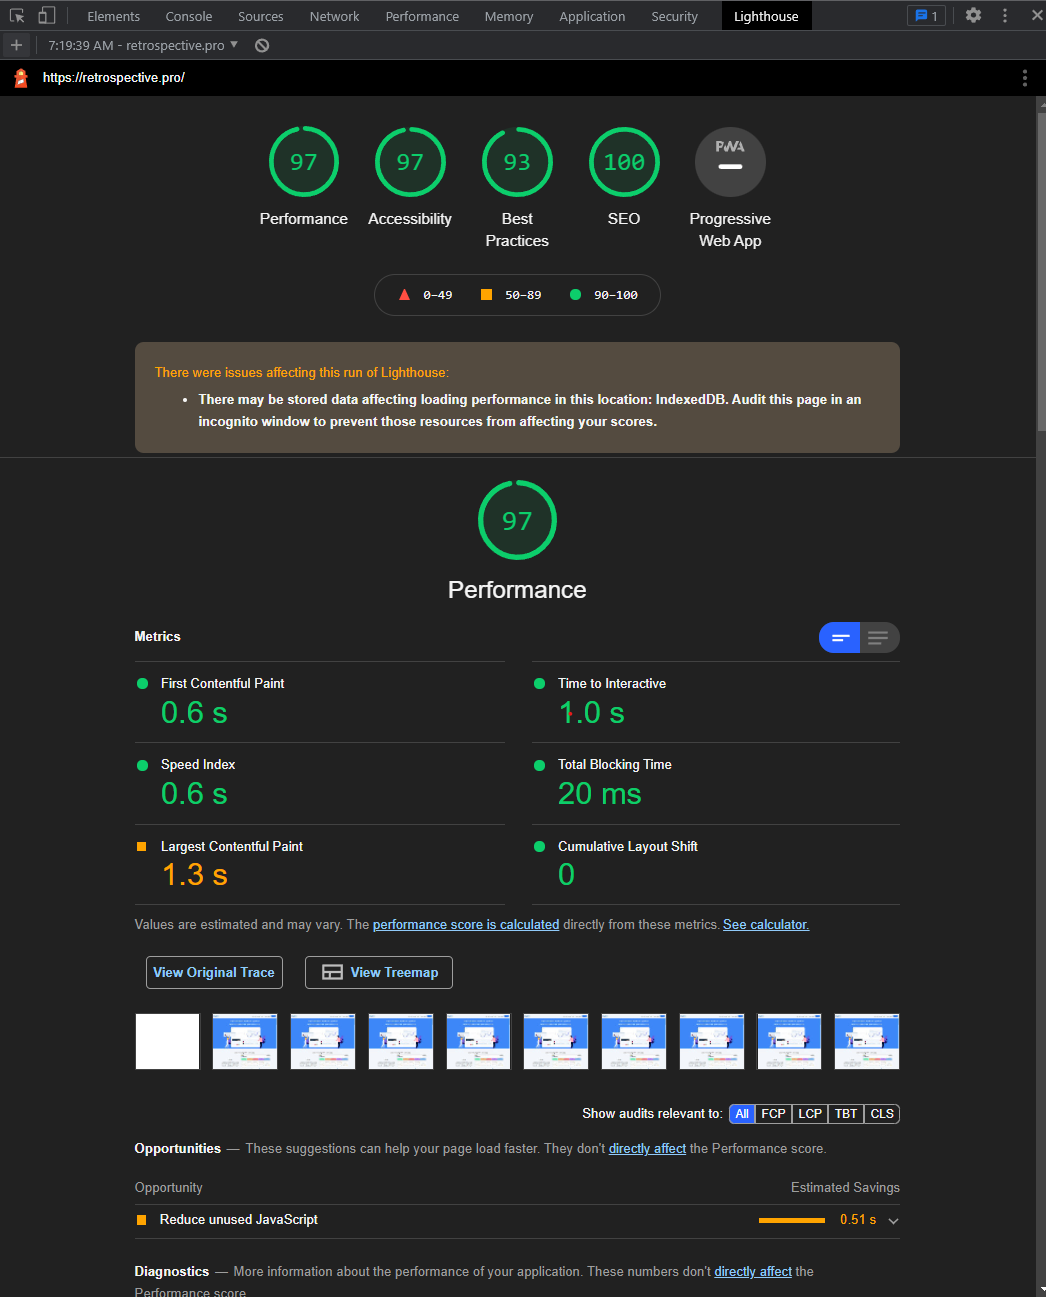 Elements Console Sources Network Performance Memory Application Security Lighthouse 1
7:19:39 AM - retrospective.pro
https://retrospective.pro/
97 97 93 100 PWA
Performance Accessibility Best Practices SEO Progressive Web App
0–49 50–89 90–100
There were issues affecting this run of Lighthouse:
• There may be stored data affecting loading performance in this location: IndexedDB. Audit this page in an
incognito window to prevent those resources from affecting your scores.
97
Performance
Metrics
First Contentful Paint
0.6 s
Time to Interactive
1.0 s
Speed Index
0.6 s
Total Blocking Time
20 ms
Largest Contentful Paint
1.3 s
Cumulative Layout Shift
0
Values are estimated and may vary. The performance score is calculated directly from these metrics. See calculator.
View Original Trace View Treemap
Show audits relevant to: All FCP LCP TBT CLS
Opportunities — These suggestions can help your page load faster. They don't directly affect the Performance score.
Opportunity Estimated Savings
Reduce unused JavaScript 0.51 s
Diagnostics — More information about the performance of your application. These numbers don't directly affect the
Performance score.